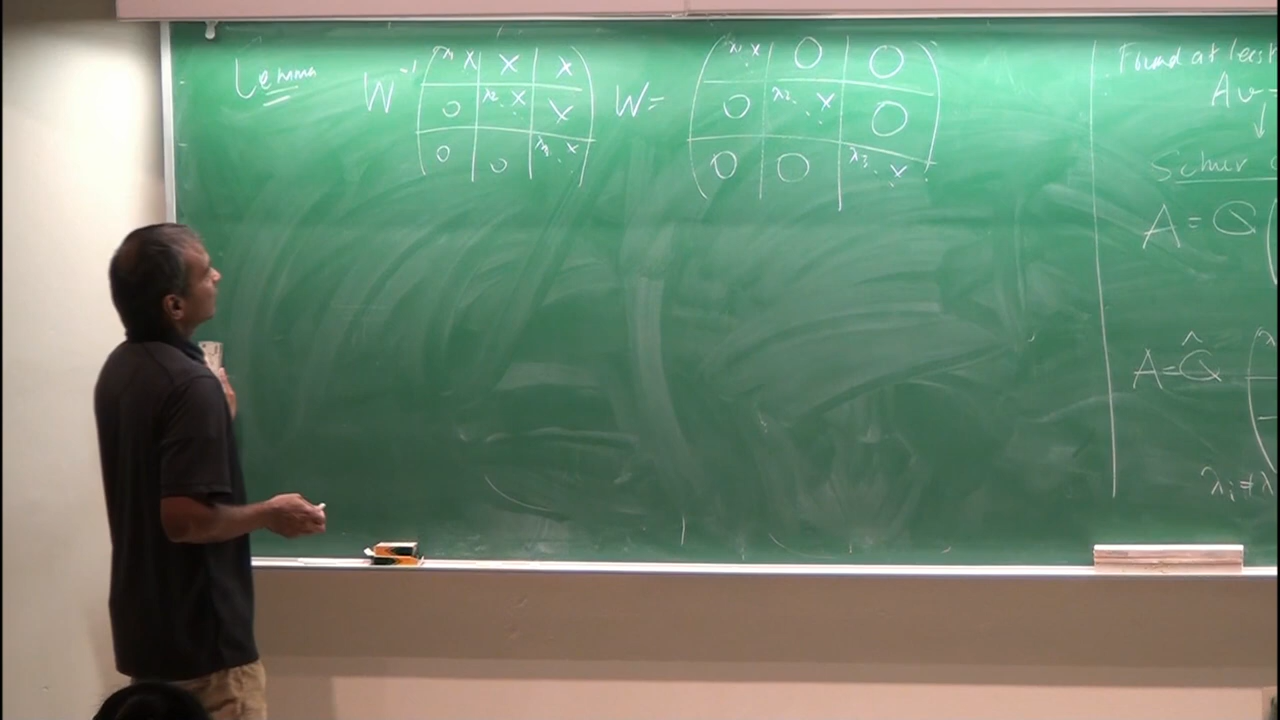 Lemma W⁻¹ ( λ₁ X | X | X ) W = ( λ₁ X | 0 | 0 )
0 | λ₂ X | X     0 | λ₂ X | 0
0 | 0 | λ₃ X     0 | 0 | λ₃ X
Found at least
Av =
↓
Schur
A = Q (
A = Q̂ ( λ
λᵢ ≠ λ